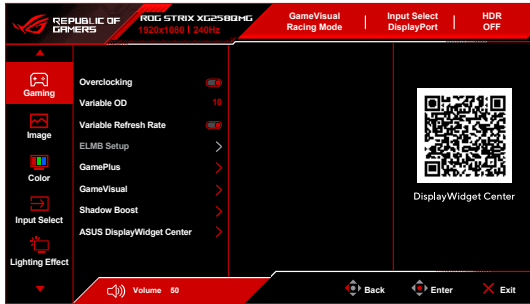 REPUBLIC OF
GAMERS
ROG STRIX XG258QMG
1920x1080 | 240Hz
GameVisual
Racing Mode
Input Select
DisplayPort
HDR
OFF
Gaming
Image
Color
Input Select
Lighting Effect
Overclocking
Variable OD 10
Variable Refresh Rate
ELMB Setup
GamePlus
GameVisual
Shadow Boost
ASUS DisplayWidget Center
DisplayWidget Center
Volume 50
Back
Enter
Exit